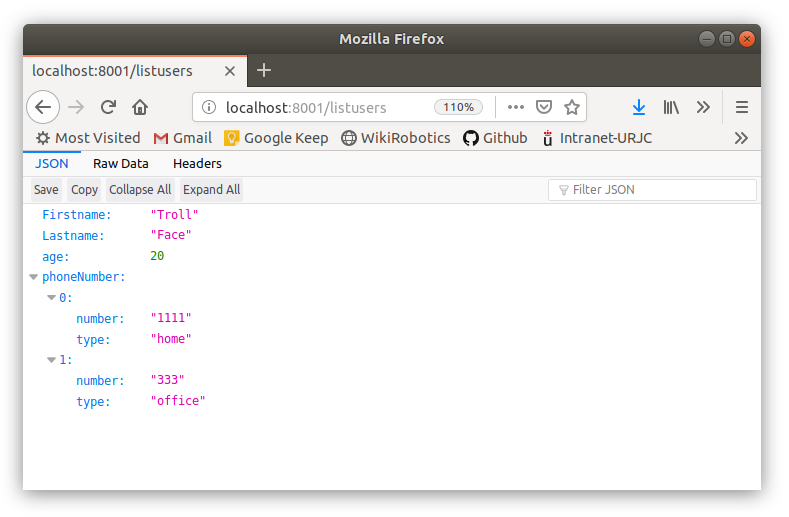 Mozilla Firefox
localhost:8001/listusers
localhost:8001/listusers 110%
Most Visited Gmail Google Keep WikiRobotics Github Intranet-URJC
JSON Raw Data Headers
Save Copy Collapse All Expand All Filter JSON
Firstname: "Troll"
Lastname: "Face"
age: 20
phoneNumber:
0:
number: "1111"
type: "home"
1:
number: "333"
type: "office"